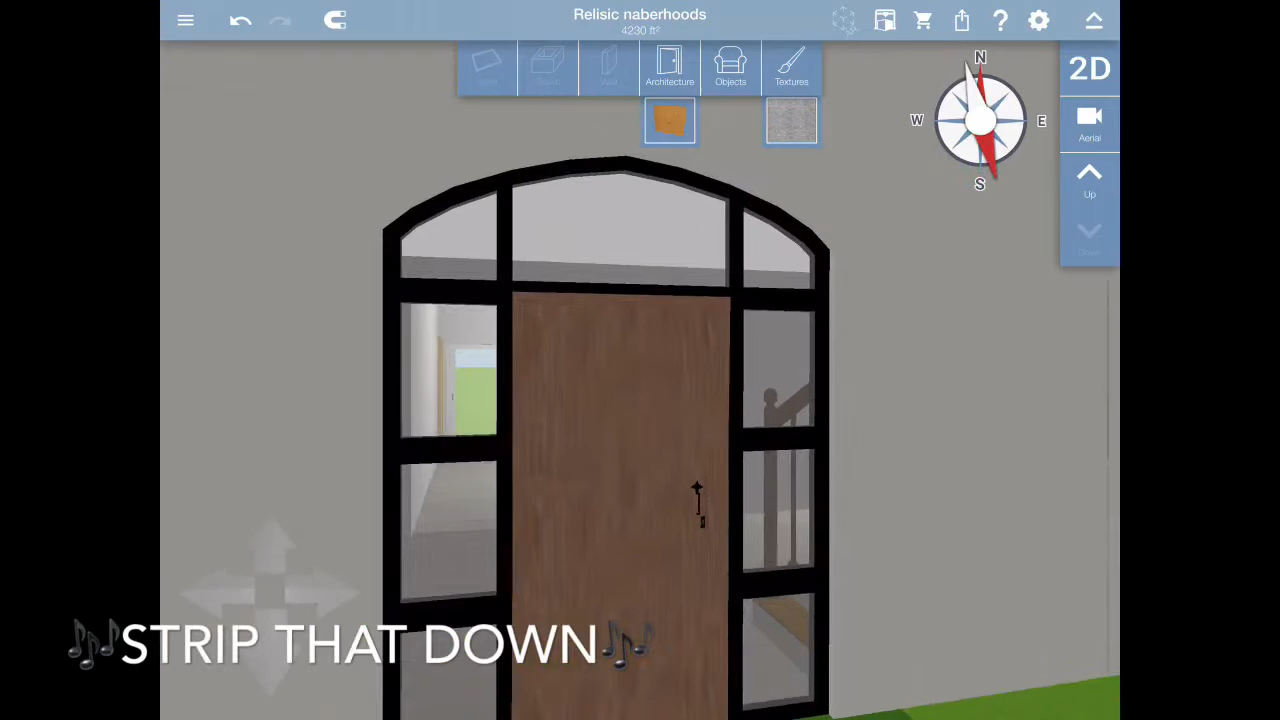 Relisic naberhoods
4230 ft²
Architecture
Objects
Textures
2D
Aerial
Up
N
W
E
S
🎶STRIP THAT DOWN🎶